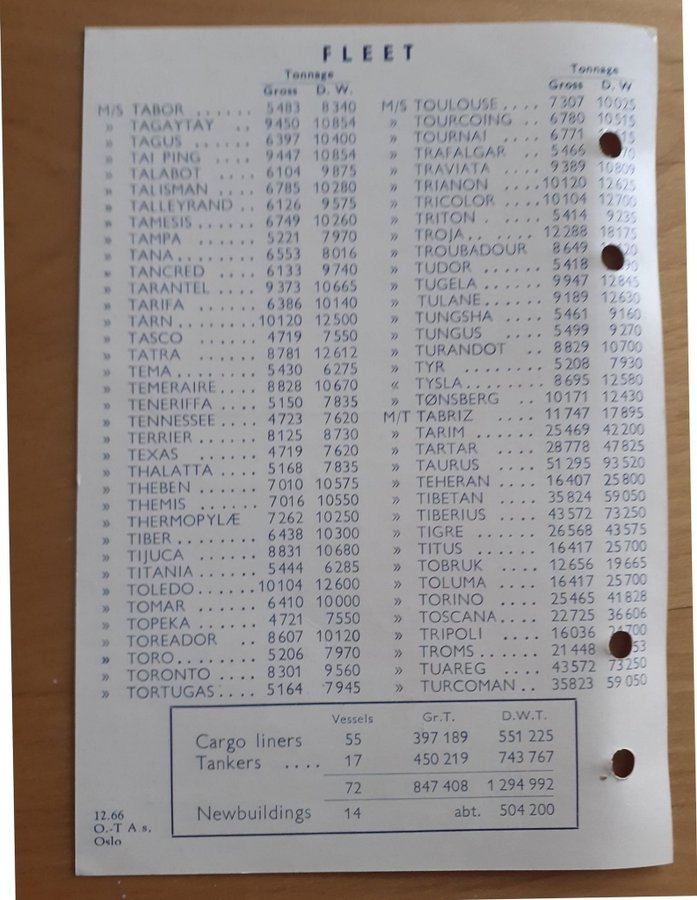 FLEET
Tonnage
Gross D. W.
M/S TABOR ...... 5483 8340
» TAGAYTAY .. 9450 10854
» TAGUS ...... 6397 10400
» TAI PING .... 9447 10854
» TALABOT .... 6104 9875
» TALISMAN .... 6785 10280
» TALLEYRAND .. 6126 9575
» TAMESIS ...... 6749 10260
» TAMPA ...... 5221 7970
» TANA ........ 6553 8016
» TANCRED .... 6133 9740
» TARANTEL .... 9373 10665
» TARIFA ...... 6386 10140
» TARN ........ 10120 12500
» TASCO ...... 4719 7550
» TATRA ...... 8781 12612
» TEMA ........ 5430 6275
» TEMERAIRE .... 8828 10670
» TENERIFFA .... 5150 7835
» TENNESSEE .... 4723 7620
» TERRIER ...... 8125 8730
» TEXAS ...... 4719 7620
» THALATTA .... 5168 7835
» THEBEN ...... 7010 10575
» THEMIS ...... 7016 10550
» THERMOPYLÆ 7262 10250
» TIBER ........ 6438 10300
» TIJUCA ...... 8831 10680
» TITANIA ...... 5444 6285
» TOLEDO ...... 10104 12600
» TOMAR ...... 6410 10000
» TOPEKA .... 4721 7550
» TOREADOR .. 8607 10120
» TORO ........ 5206 7970
» TORONTO .... 8301 9560
» TORTUGAS .... 5164 7945
Tonnage
Gross D. W
M/S TOULOUSE .... 7307 10025
» TOURCOING .. 6780 10515
» TOURNAI .... 6771
» TRAFALGAR .. 5466
» TRAVIATA .... 9389 10809
» TRIANON .... 10120 12625
» TRICOLOR .... 10104 12700
» TRITON . .... 5414 9235
» TROJA .. .... 12288 18175
» TROUBADOUR 8649
» TUDOR ...... 5418
» TUGELA ...... 9947 12845
» TULANE ...... 9189 12630
» TUNGSHA .... 5461 9160
» TUNGUS .... 5499 9270
» TURANDOT .. 8829 10700
» TYR ........ 5208 7930
« TYSLA ........ 8695 12580
» TØNSBERG .. 10171 12430
M/T TABRIZ .... 11747 17895
» TARIM ...... 25469 42200
» TARTAR .... 28778 47825
» TAURUS .... 51295 93520
» TEHERAN .... 16407 25800
» TIBETAN .... 35824 59050
» TIBERIUS .... 43572 73250
» TIGRE ...... 26568 43575
» TITUS ...... 16417 25700
» TOBRUK .... 12656 19665
» TOLUMA .... 16417 25700
» TORINO .... 25465 41828
» TOSCANA .... 22725 36606
» TRIPOLI .... 16036
» TROMS ...... 21448
» TUAREG .... 43572 73250
» TURCOMAN .. 35823 59050
Vessels Gr.T. D.W.T.
Cargo liners 55 397 189 551 225
Tankers .... 17 450 219 743 767
72 847 408 1 294 992
Newbuildings 14 abt. 504 200
12.66
O.-T A s,
Oslo